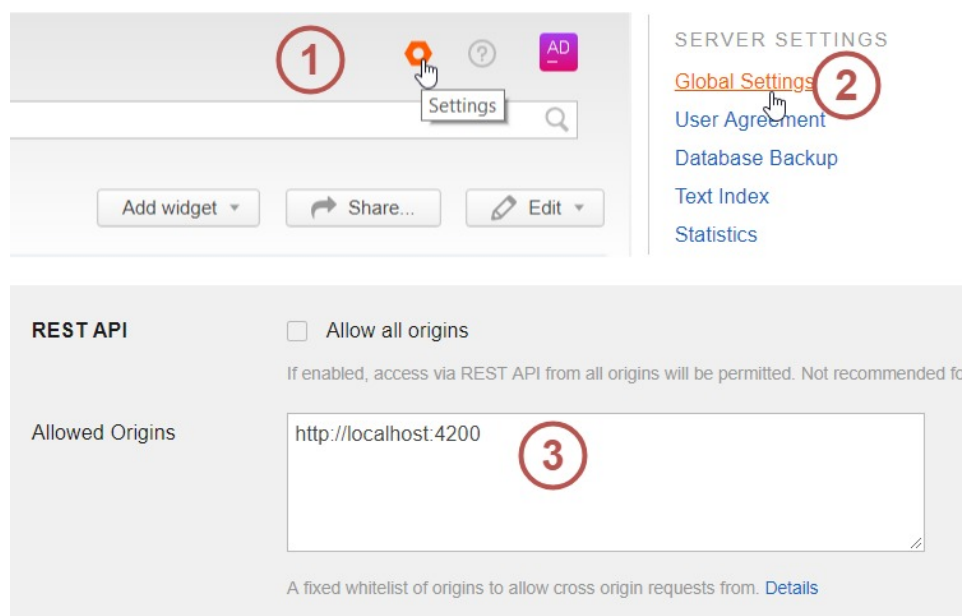 1
AD
Settings
Add widget
Share...
Edit
SERVER SETTINGS
Global Settings
2
User Agreement
Database Backup
Text Index
Statistics
REST API
Allow all origins
If enabled, access via REST API from all origins will be permitted. Not recommended fo
Allowed Origins
http://localhost:4200
3
A fixed whitelist of origins to allow cross origin requests from. Details